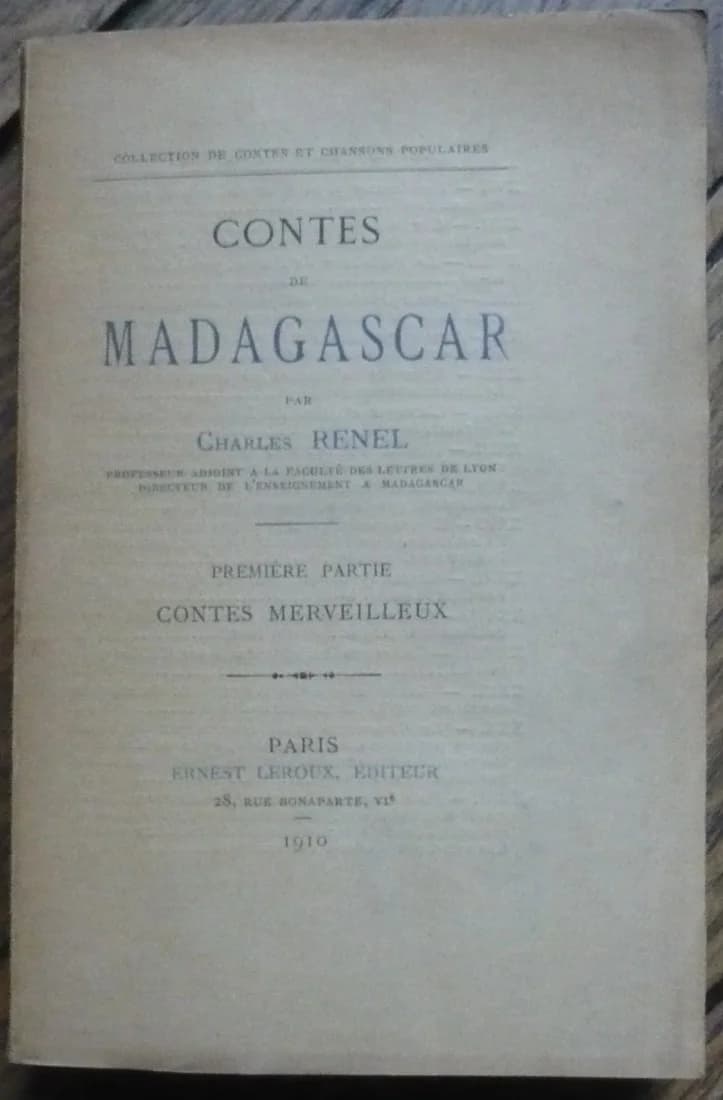 COLLECTION DE CONTES ET CHANSONS POPULAIRES
CONTES
DE
MADAGASCAR
PAR
CHARLES RENEL
PROFESSEUR ADJOINT A LA FACULTÉ DES LETTRES DE LYON
DIRECTEUR DE L'ENSEIGNEMENT A MADAGASCAR
PREMIÈRE PARTIE
CONTES MERVEILLEUX
PARIS
ERNEST LEROUX, ÉDITEUR
28, RUE BONAPARTE, VIe
1910